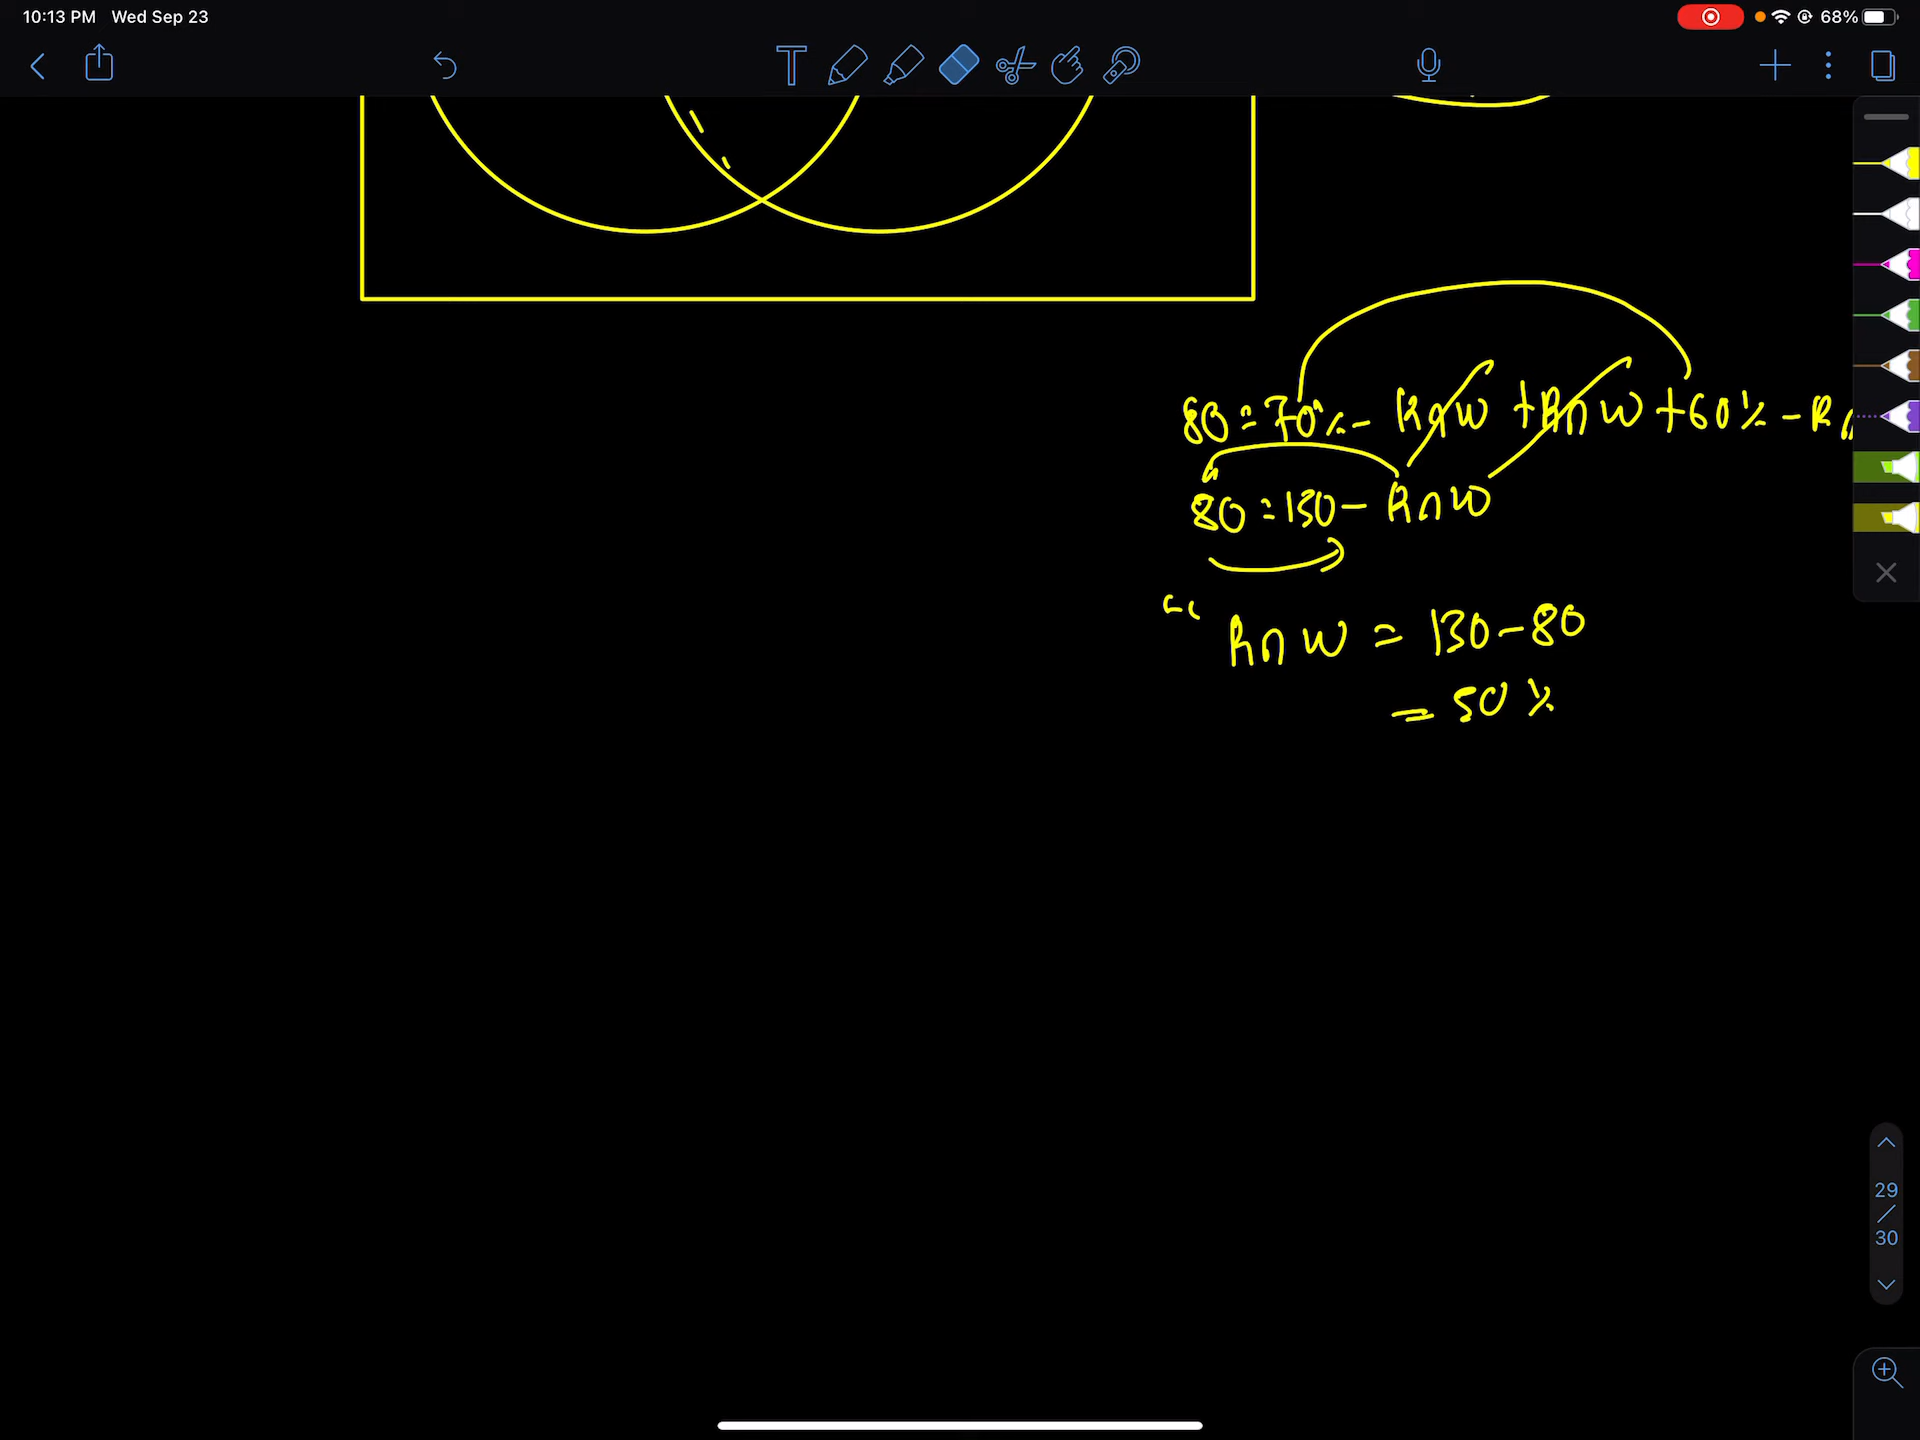 10:13 PM Wed Sep 23
68%
T
80 = 70% - R∩W + R∩W + 60% - R∩
80 = 130 - R∩W
R∩W = 130 - 80
= 50%
29
/
30